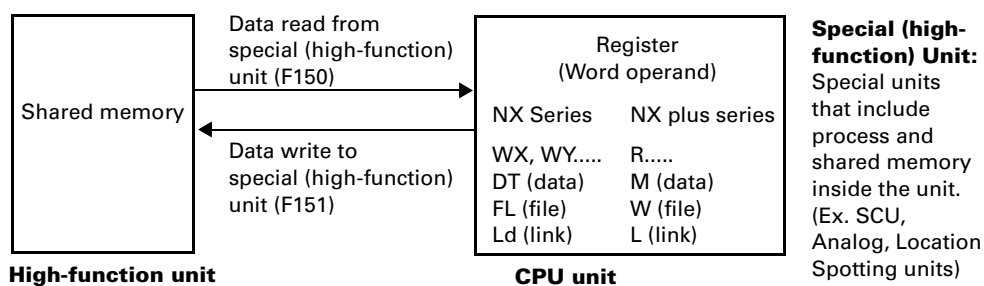 Shared memory
High-function unit
Data read from
special (high-function)
unit (F150)
Data write to
special (high-function)
unit (F151)
Register
(Word operand)
NX Series NX plus series
WX, WY..... R.....
DT (data) M (data)
FL (file) W (file)
Ld (link) L (link)
CPU unit
Special (high-
function) Unit:
Special units
that include
process and
shared memory
inside the unit.
(Ex. SCU,
Analog, Location
Spotting units)